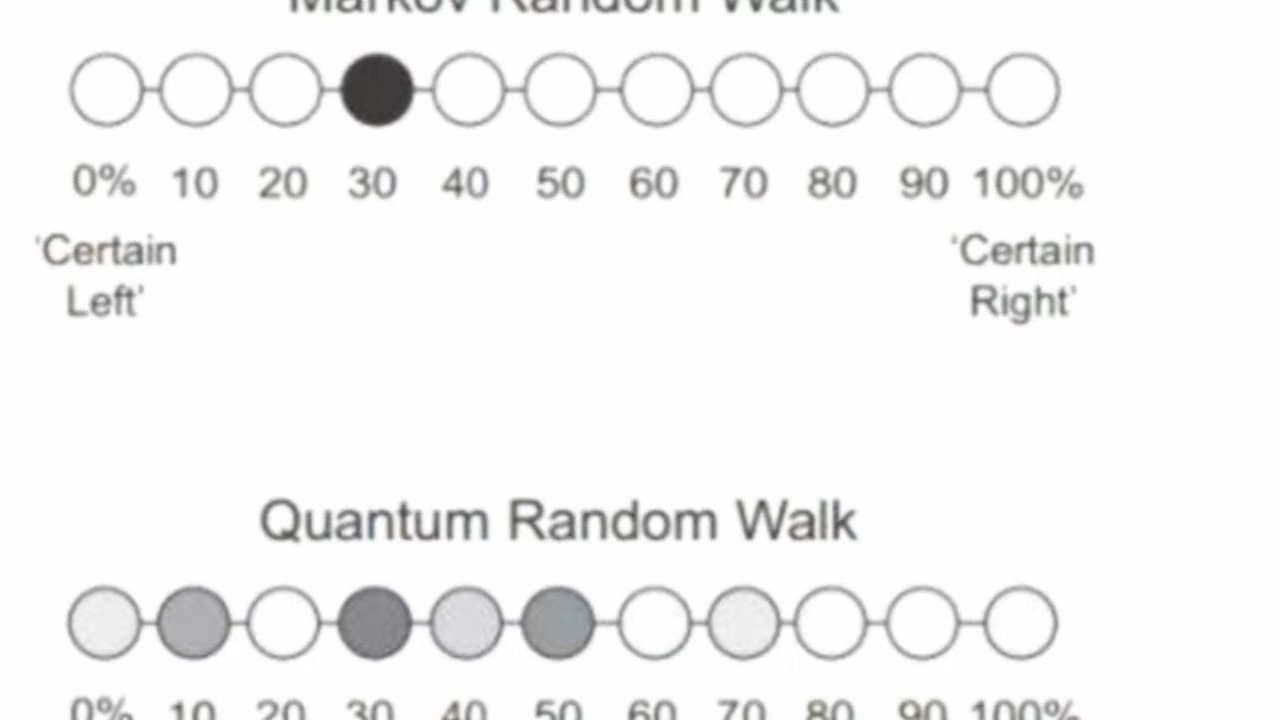 Markov Random Walk
0% 10 20 30 40 50 60 70 80 90 100%
‘Certain Left’
‘Certain Right’
Quantum Random Walk
0% 10 20 30 40 50 60 70 80 90 100%